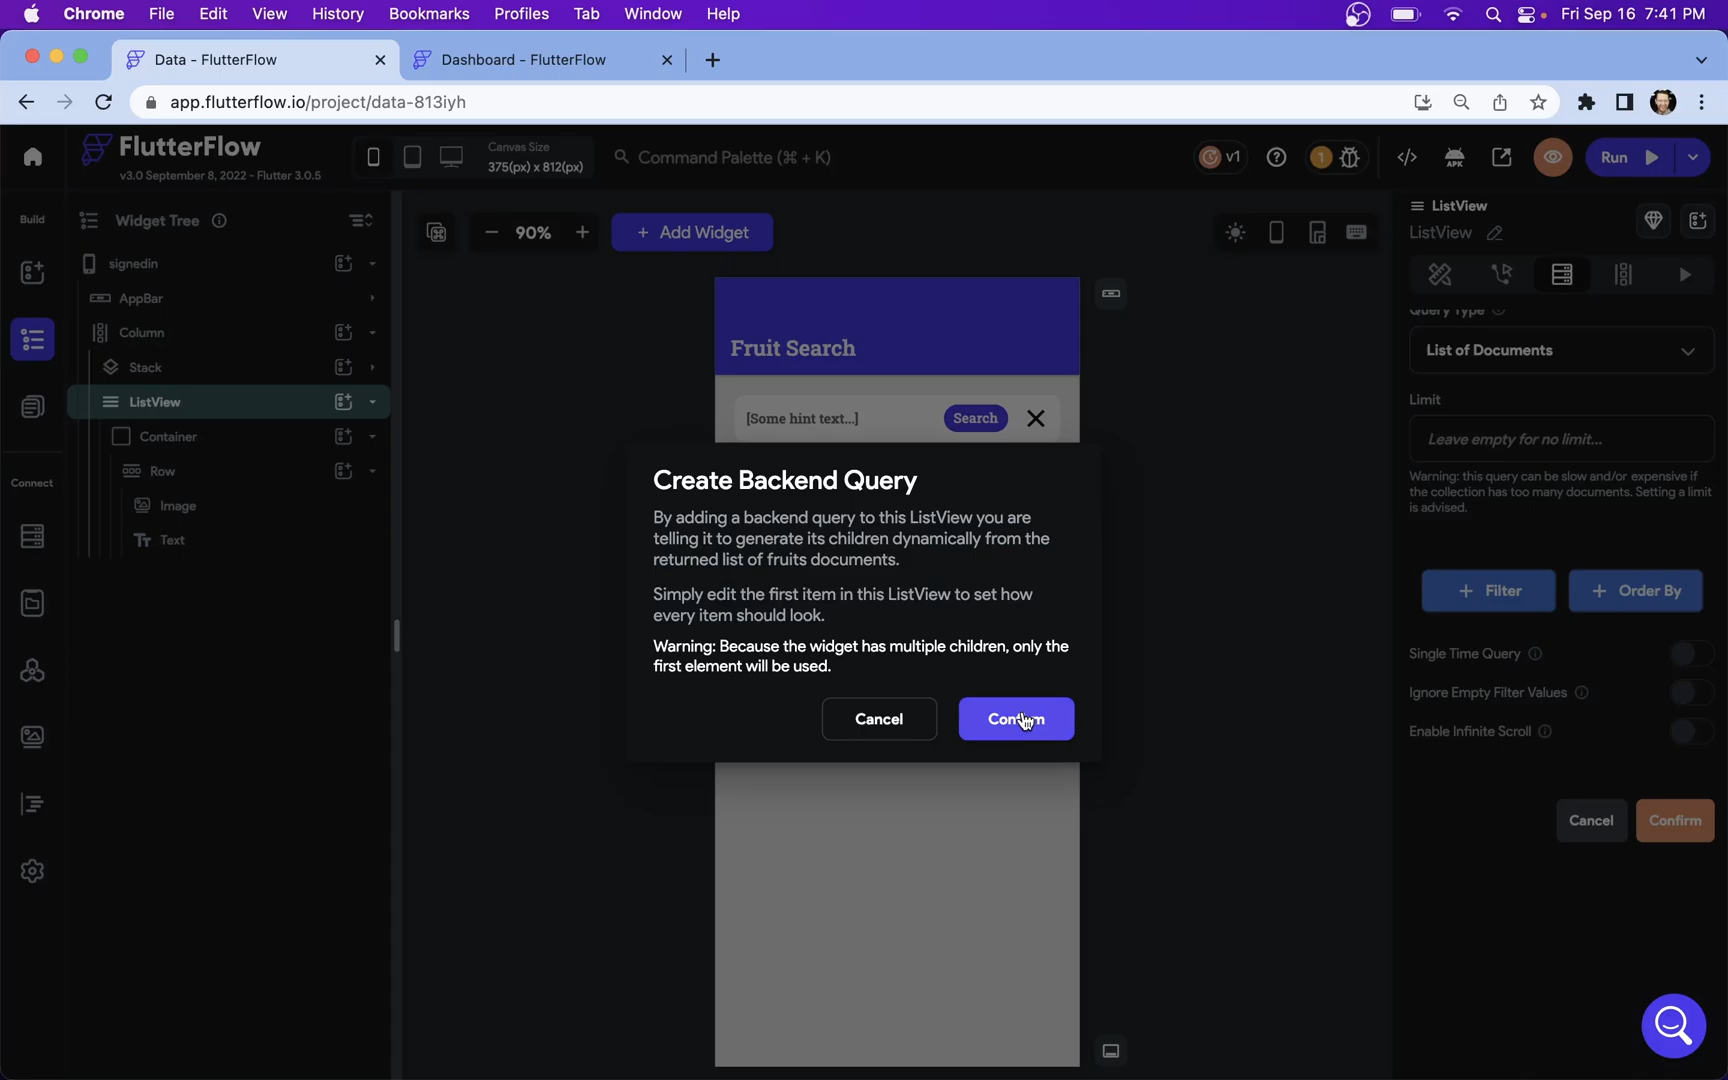 Chrome File Edit View History Bookmarks Profiles Tab Window Help Fri Sep 16 7:41 PM
Data - FlutterFlow Dashboard - FlutterFlow
app.flutterflow.io/project/data-813iyh
FlutterFlow
v3.0 September 8, 2022 - Flutter 3.0.5
Canvas Size
375(px) x 812(px)
Command Palette (⌘ + K)
v1
1
Run
Build
Widget Tree
90%
+ Add Widget
ListView
ListView
signedin
AppBar
Column
Stack
ListView
Container
Row
Image
Text
Connect
Fruit Search
[Some hint text...] Search
Create Backend Query
By adding a backend query to this ListView you are
telling it to generate its children dynamically from the
returned list of fruits documents.
Simply edit the first item in this ListView to set how
every item should look.
Warning: Because the widget has multiple children, only the
first element will be used.
Cancel Confirm
Query Type
List of Documents
Limit
Leave empty for no limit...
Warning: this query can be slow and/or expensive if
the collection has too many documents. Setting a limit
is advised.
+ Filter + Order By
Single Time Query
Ignore Empty Filter Values
Enable Infinite Scroll
Cancel Confirm